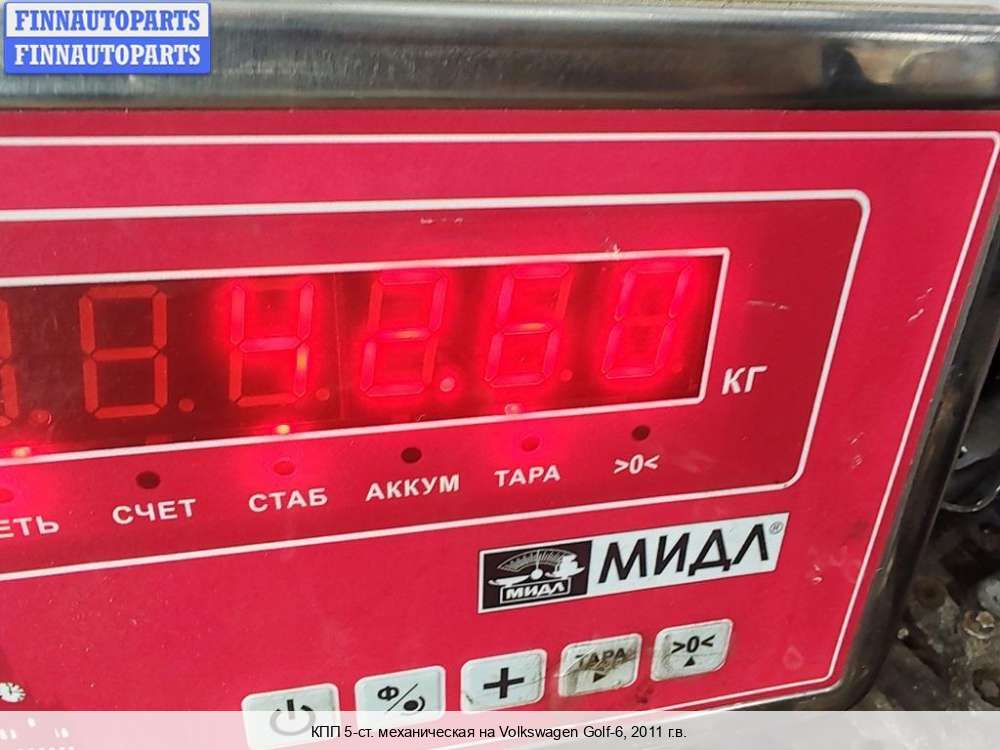 FINNAUTOPARTS
FINNAUTOPARTS
42.60
КГ
ЕТЬ СЧЕТ СТАБ АККУМ ТАРА >0<
МИДЛ МИДЛ®
Ф + ТАРА >0<
КПП 5-ст. механическая на Volkswagen Golf-6, 2011 г.в.